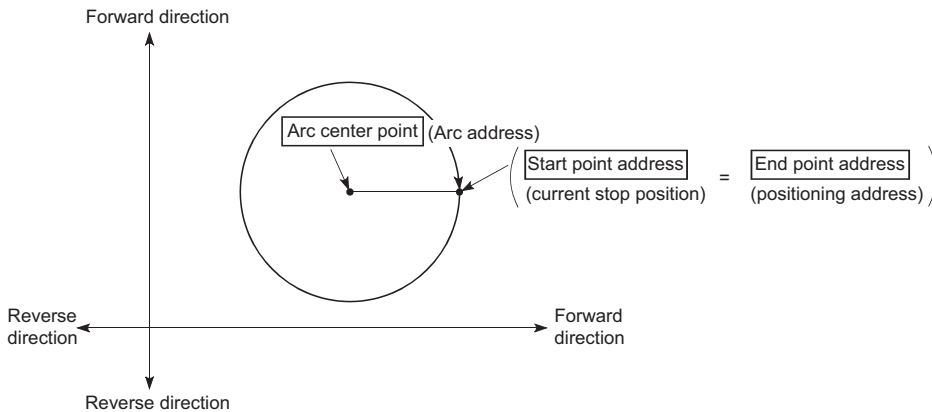 Forward direction
Arc center point (Arc address)
Start point address = End point address
(current stop position) (positioning address)
Reverse
direction
Forward
direction
Reverse direction